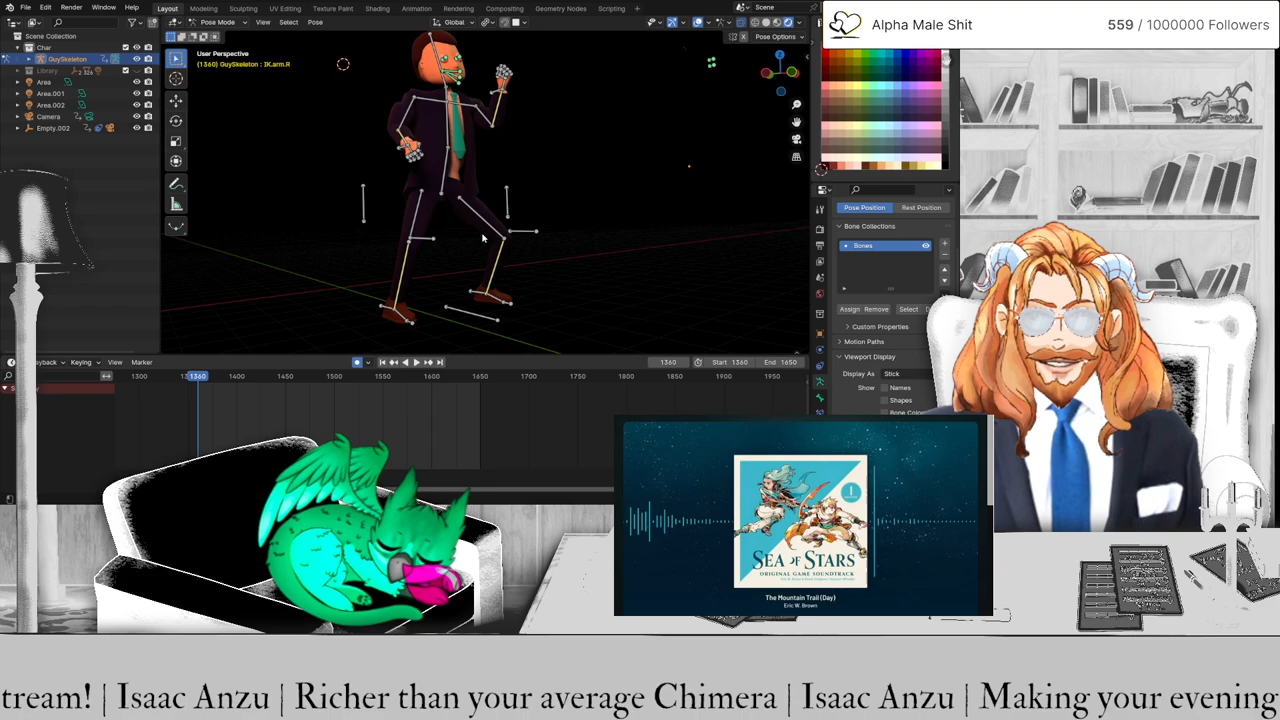 File Edit Render Window Help Layout Modeling Sculpting UV Editing Texture Paint Shading Animation Rendering Compositing Geometry Nodes Scripting Scene
Pose Mode View Select Pose Global
Pose Options
Scene Collection
Char
GuySkeleton
Library
Area
Area.001
Area.002
Camera
Empty.002
User Perspective
(1360) GuySkeleton : IK.arm.R
Alpha Male Shit 559 / 1000000 Followers
Pose Position Rest Position
Bone Collections
Bones
Assign Remove Select
Custom Properties
Motion Paths
Viewport Display
Display As Stick
Show Names
Shapes
Bone Colo
yback Keying View Marker 1360 Start 1360 End 1650
1300 1360 1400 1450 1500 1550 1600 1650 1700 1750 1800 1850 1900 1950
SEA OF STARS
ORIGINAL GAME SOUNDTRACK
The Mountain Trail (Day)
Eric W. Brown
tream! | Isaac Anzu | Richer than your average Chimera | Isaac Anzu | Making your evening